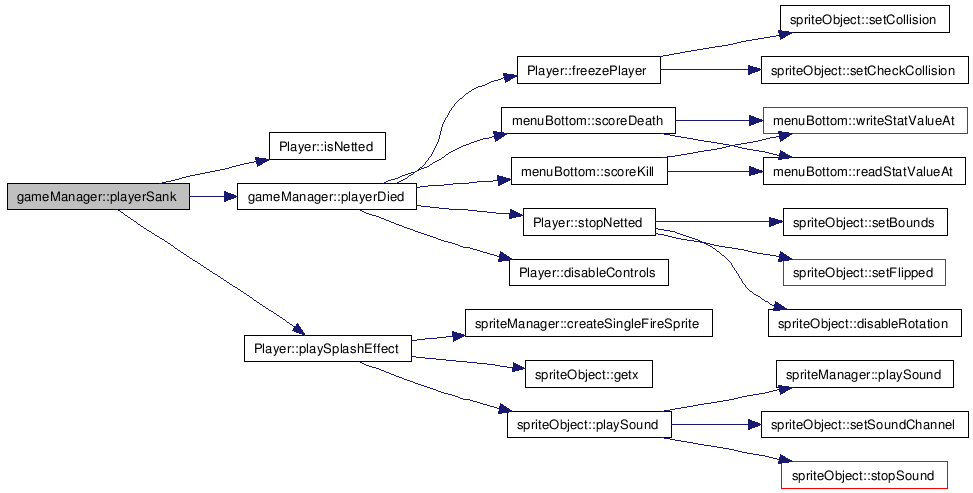 spriteObject::setCollision
Player::freezePlayer
spriteObject::setCheckCollision
menuBottom::scoreDeath
menuBottom::writeStatValueAt
Player::isNetted
menuBottom::scoreKill
menuBottom::readStatValueAt
gameManager::playerSank
gameManager::playerDied
Player::stopNetted
spriteObject::setBounds
Player::disableControls
spriteObject::setFlipped
spriteManager::createSingleFireSprite
spriteObject::disableRotation
Player::playSplashEffect
spriteObject::getx
spriteManager::playSound
spriteObject::playSound
spriteObject::setSoundChannel
spriteObject::stopSound